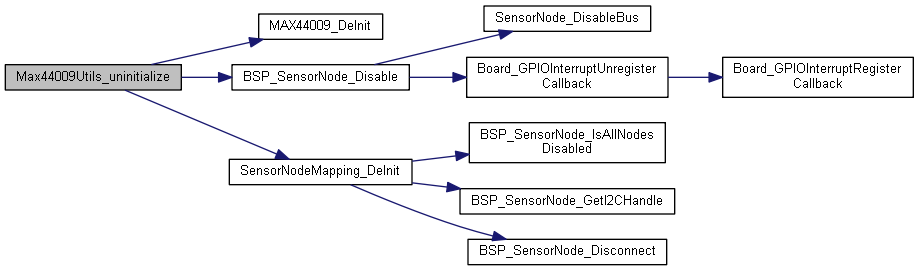 Max44009Utils_uninitialize
MAX44009_DeInit
BSP_SensorNode_Disable
SensorNode_DisableBus
Board_GPIOInterruptUnregister
Callback
Board_GPIOInterruptRegister
Callback
SensorNodeMapping_DeInit
BSP_SensorNode_IsAllNodes
Disabled
BSP_SensorNode_GetI2CHandle
BSP_SensorNode_Disconnect